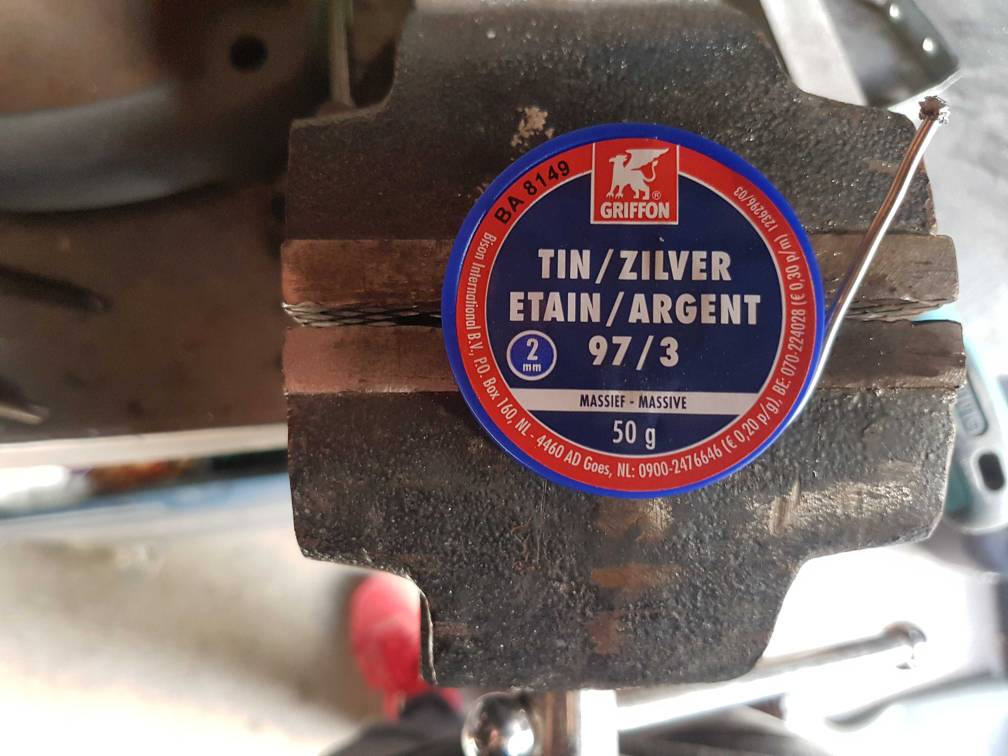 BA 8149
GRIFFON
TIN/ZILVER
ETAIN/ARGENT
2 mm
97/3
MASSIEF - MASSIVE
50 g
Bison International B.V., P.O. Box 160, NL - 4460 AD Goes, NL: 0900-2476646 (€ 0,20 p/g), BE: 070-224028 (€ 0,30 p/m) 1236296/03